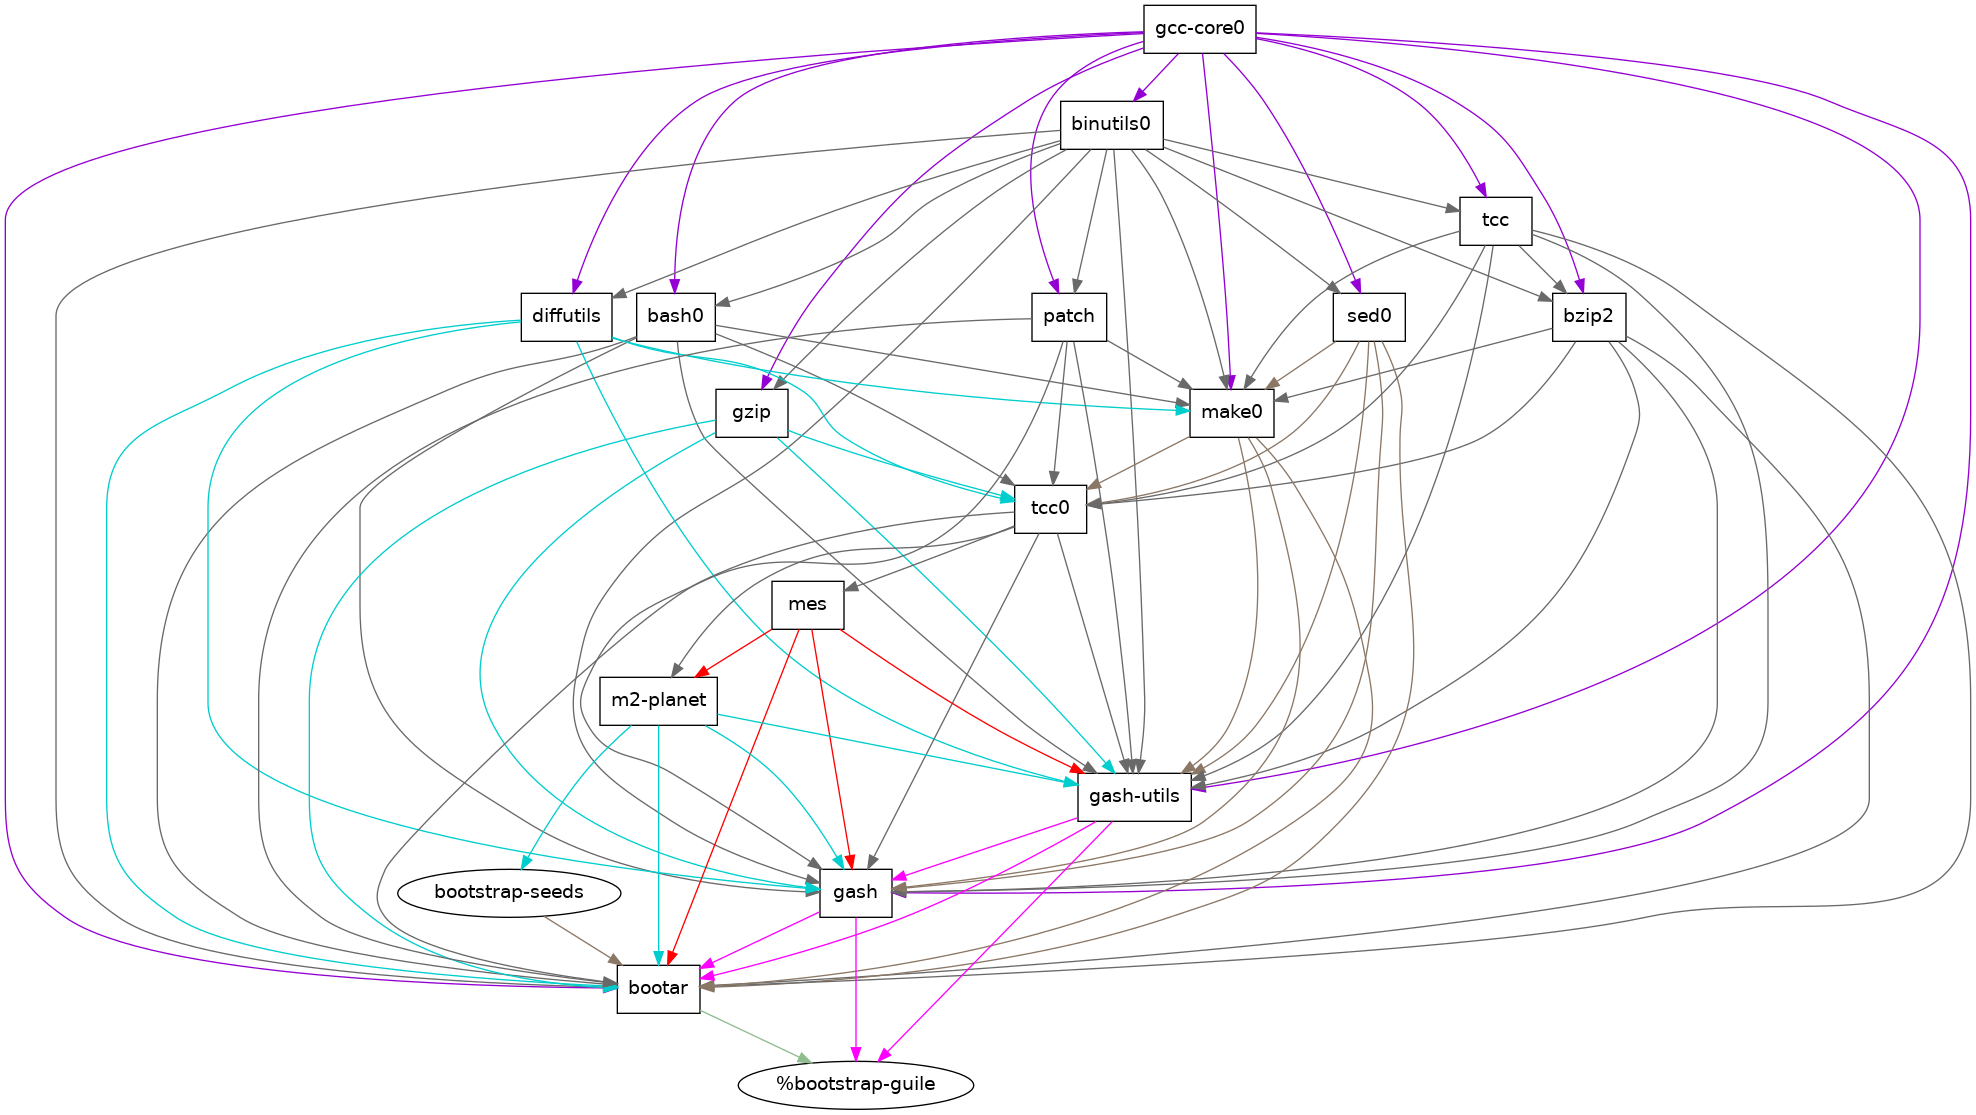 gcc-core0
binutils0
tcc
diffutils
bash0
patch
sed0
bzip2
gzip
make0
tcc0
mes
m2-planet
gash-utils
bootstrap-seeds
gash
bootar
%bootstrap-guile